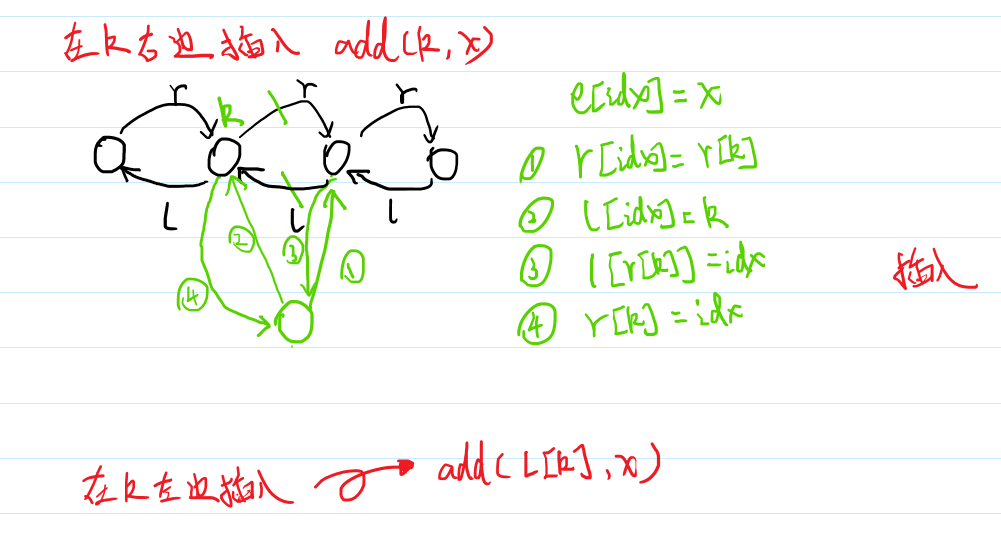 左k右边插入 add(k,x)
r r r
k
l l l
② ③ ①
④
e[idx]=x
① r[idx]=r[k]
② l[idx]=k
③ l[r[k]]=idx
④ r[k]=idx
插入
在k左边插入 add(l[k],x)